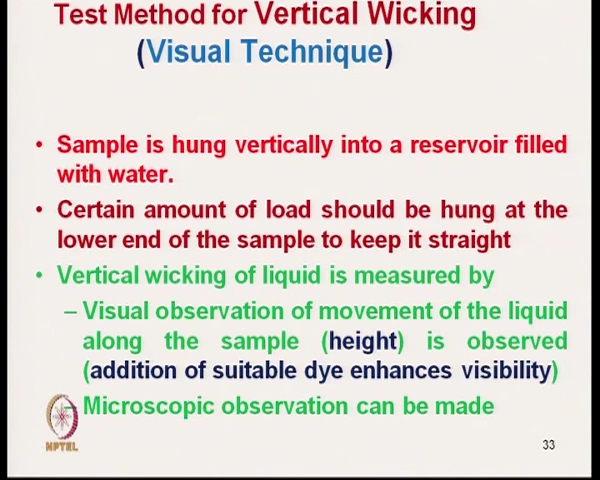 Test Method for Vertical Wicking
(Visual Technique)
• Sample is hung vertically into a reservoir filled
with water.
• Certain amount of load should be hung at the
lower end of the sample to keep it straight
• Vertical wicking of liquid is measured by
– Visual observation of movement of the liquid
along the sample (height) is observed
(addition of suitable dye enhances visibility)
– Microscopic observation can be made
NPTEL
33